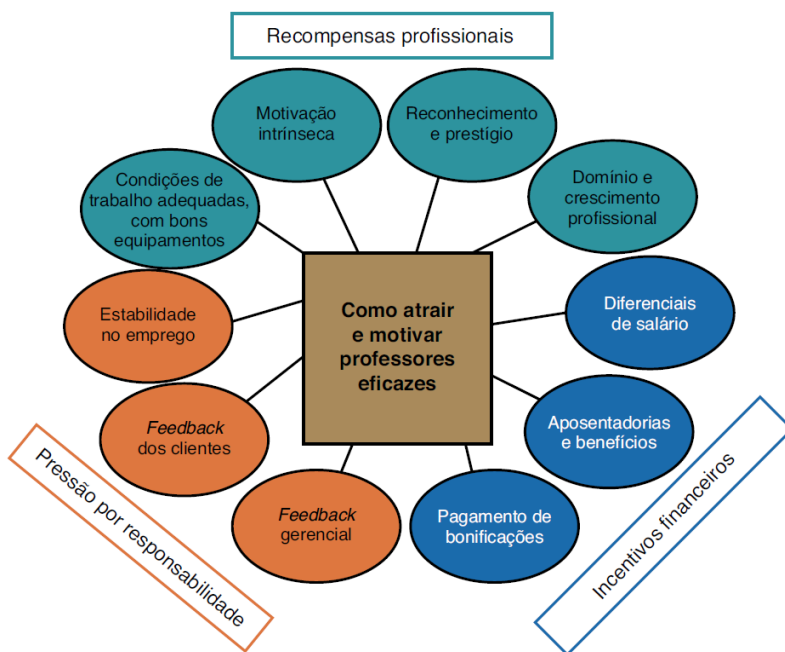 Recompensas profissionais
Motivação
intrínseca
Reconhecimento
e prestígio
Condições de
trabalho adequadas,
com bons
equipamentos
Domínio e
crescimento
profissional
Estabilidade
no emprego
Como atrair
e motivar
professores
eficazes
Diferenciais
de salário
Feedback
dos clientes
Aposentadorias
e benefícios
Feedback
gerencial
Pagamento de
bonificações
Pressão por responsabilidade
Incentivos financeiros